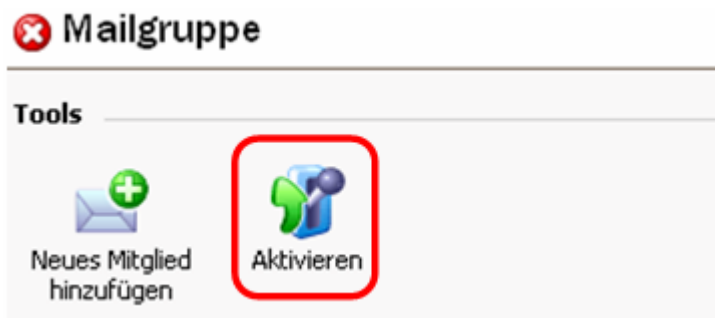 Mailgruppe
Tools
Neues Mitglied
hinzufügen
Aktivieren